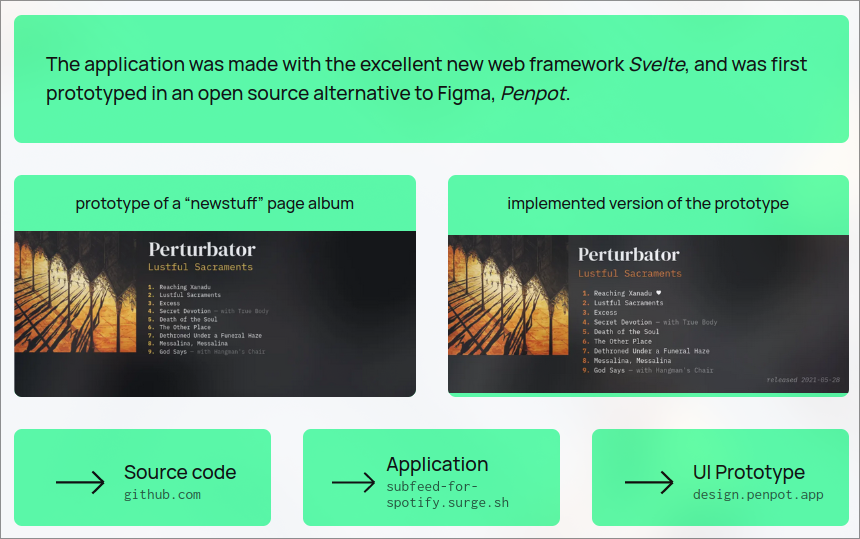 The application was made with the excellent new web framework Svelte, and was first
prototyped in an open source alternative to Figma, Penpot.
prototype of a “newstuff” page album
Perturbator
Lustful Sacraments
1. Reaching Xanadu
2. Lustful Sacraments
3. Excess
4. Secret Devotion — with True Body
5. Death of the Soul
6. The Other Place
7. Dethroned Under a Funeral Haze
8. Messalina, Messalina
9. God Says — with Hangman's Chair
implemented version of the prototype
Perturbator
Lustful Sacraments
1. Reaching Xanadu ♥
2. Lustful Sacraments
3. Excess
4. Secret Devotion — with True Body
5. Death of the Soul
6. The Other Place
7. Dethroned Under a Funeral Haze
8. Messalina, Messalina
9. God Says — with Hangman's Chair
released 2021-05-28
Source code
github.com
Application
subfeed-for-
spotify.surge.sh
UI Prototype
design.penpot.app